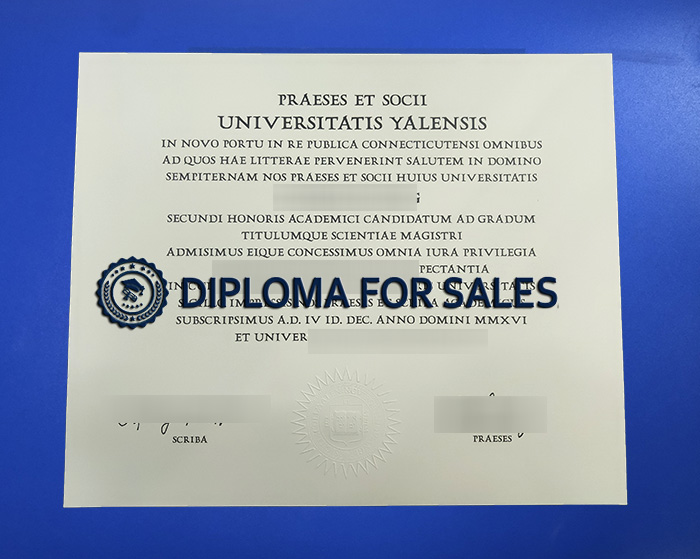 PRAESES ET SOCII
UNIVERSITATIS YALENSIS
IN NOVO PORTU IN RE PUBLICA CONNECTICUTENSI OMNIBUS
AD QUOS HAE LITTERAE PERVENERINT SALUTEM IN DOMINO
SEMPITERNAM NOS PRAESES ET SOCII HUIUS UNIVERSITATIS
SECUNDI HONORIS ACADEMICI CANDIDATUM AD GRADUM
TITULUMQUE SCIENTIAE MAGISTRI
ADMISIMUS EIQUE CONCESSIMUS OMNIA IURA PRIVILEGIA
PECTANTIA
DIPLOMA FOR SALES
SUBSCRIPSIMUS A.D. IV ID. DEC. ANNO DOMINI MMXVI
ET UNIVER
SCRIBA
PRAESES